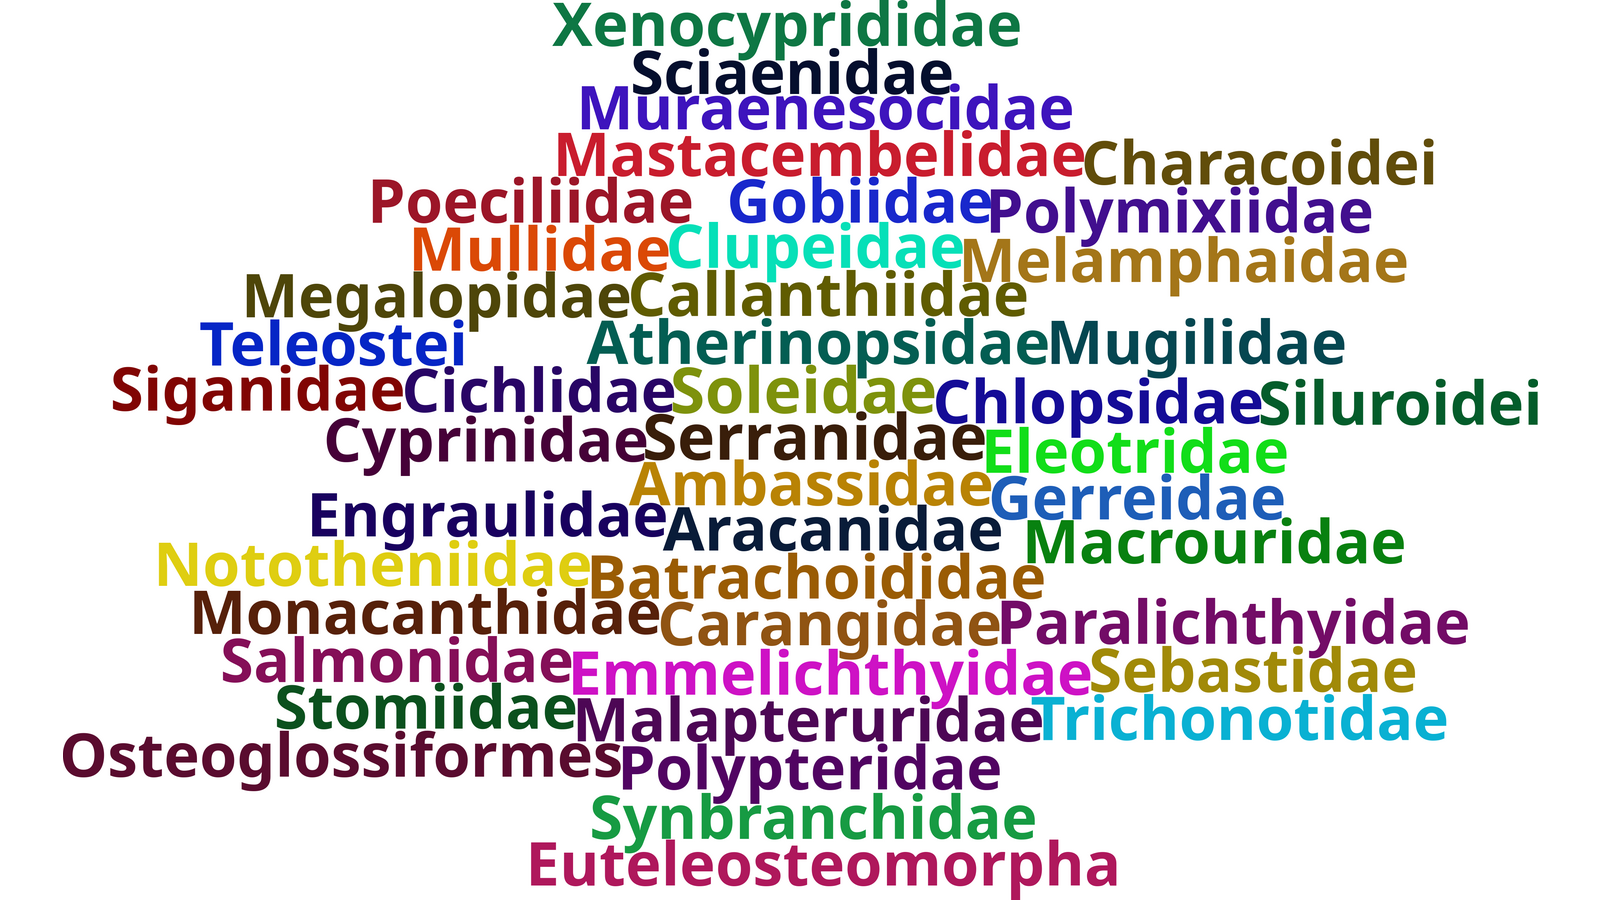 Xenocyprididae
Sciaenidae
Muraenesocidae
Mastacembelidae Characoidei
Poeciliidae Gobiidae Polymixiidae
Mullidae Clupeidae Melamphaidae
Megalopidae Callanthiidae
Teleostei Atherinopsidae Mugilidae
Siganidae Cichlidae Soleidae Chlopsidae Siluroidei
Cyprinidae Serranidae Eleotridae
Ambassidae Gerreidae
Engraulidae Aracanidae Macrouridae
Nototheniidae Batrachoididae
Monacanthidae Carangidae Paralichthyidae
Salmonidae Emmelichthyidae Sebastidae
Stomiidae Malapteruridae Trichonotidae
Osteoglossiformes Polypteridae
Synbranchidae
Euteleosteomorpha